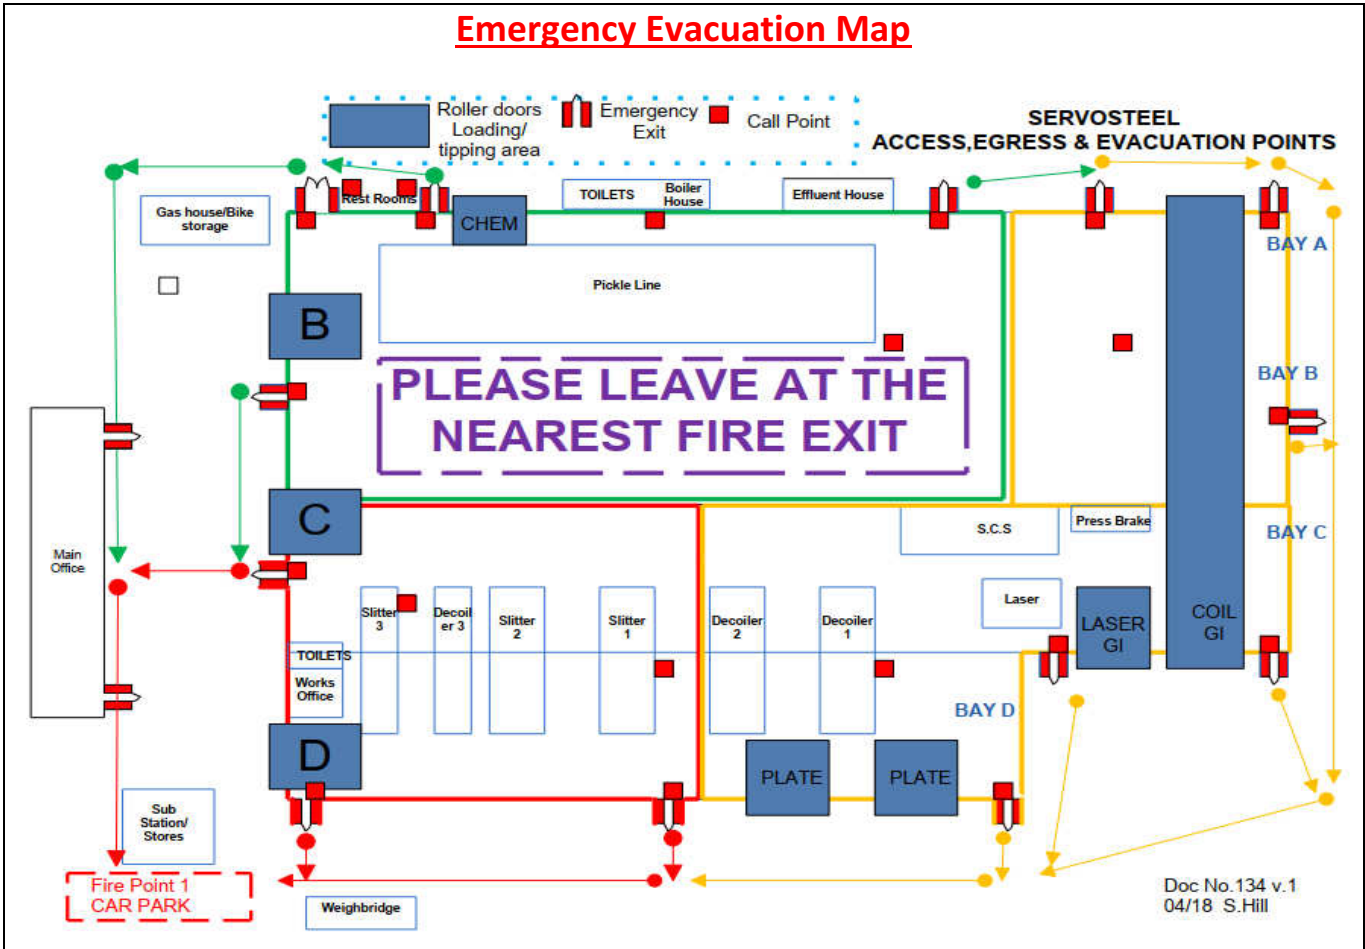 Emergency Evacuation Map
Roller doors
Loading/
tipping area
Emergency
Exit
Call Point
SERVOSTEEL
ACCESS,EGRESS & EVACUATION POINTS
Gas house/Bike
storage
Rest Rooms
CHEM
TOILETS
Boiler
House
Effluent House
BAY A
Pickle Line
B
PLEASE LEAVE AT THE
NEAREST FIRE EXIT
BAY B
C
S.C.S
Press Brake
BAY C
Main
Office
Slitter
3
Decoil
er 3
Slitter
2
Slitter
1
Decoiler
2
Decoiler
1
Laser
LASER
GI
COIL
GI
TOILETS
Works
Office
BAY D
D
PLATE
PLATE
Sub
Station/
Stores
Fire Point 1
CAR PARK
Weighbridge
Doc No.134 v.1
04/18 S.Hill